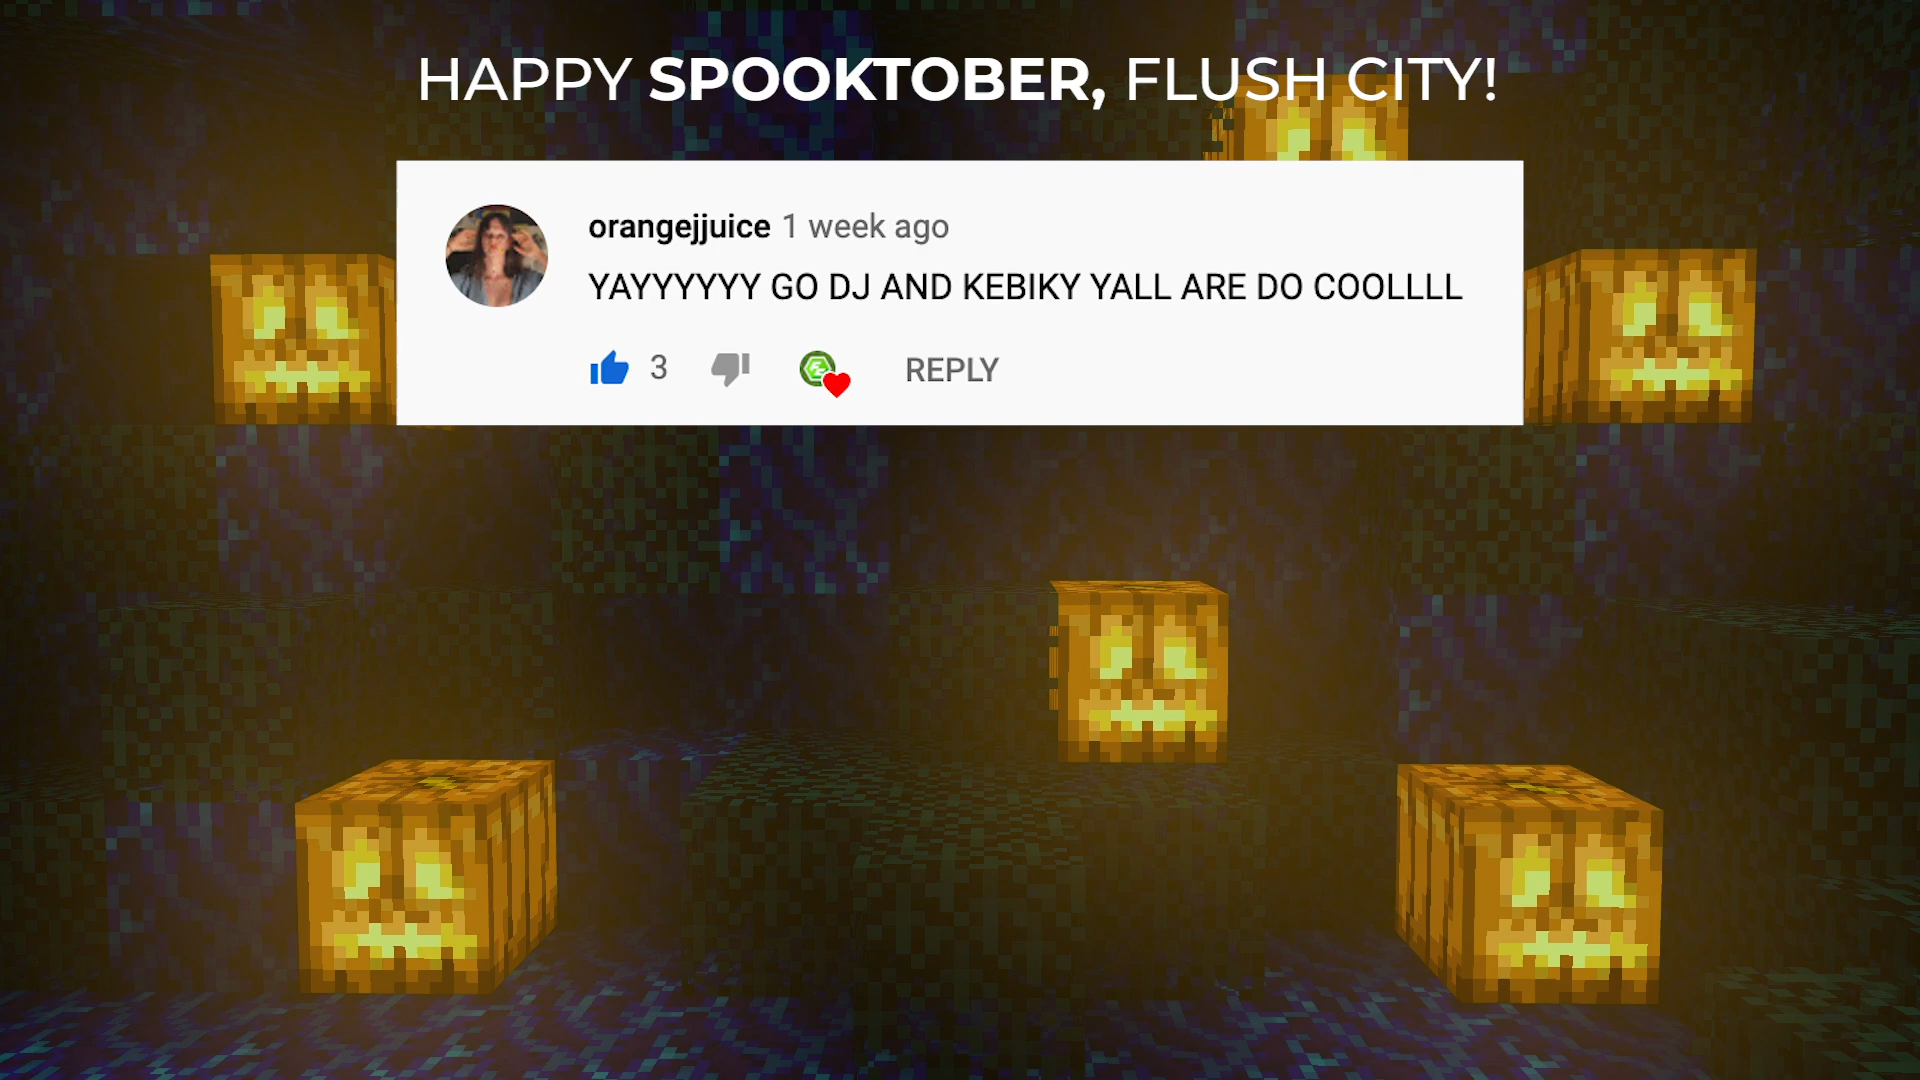 HAPPY SPOOKTOBER, FLUSH CITY!
orangejjuice 1 week ago
YAYYYYYY GO DJ AND KEBIKY YALL ARE DO COOLLLL
3 REPLY